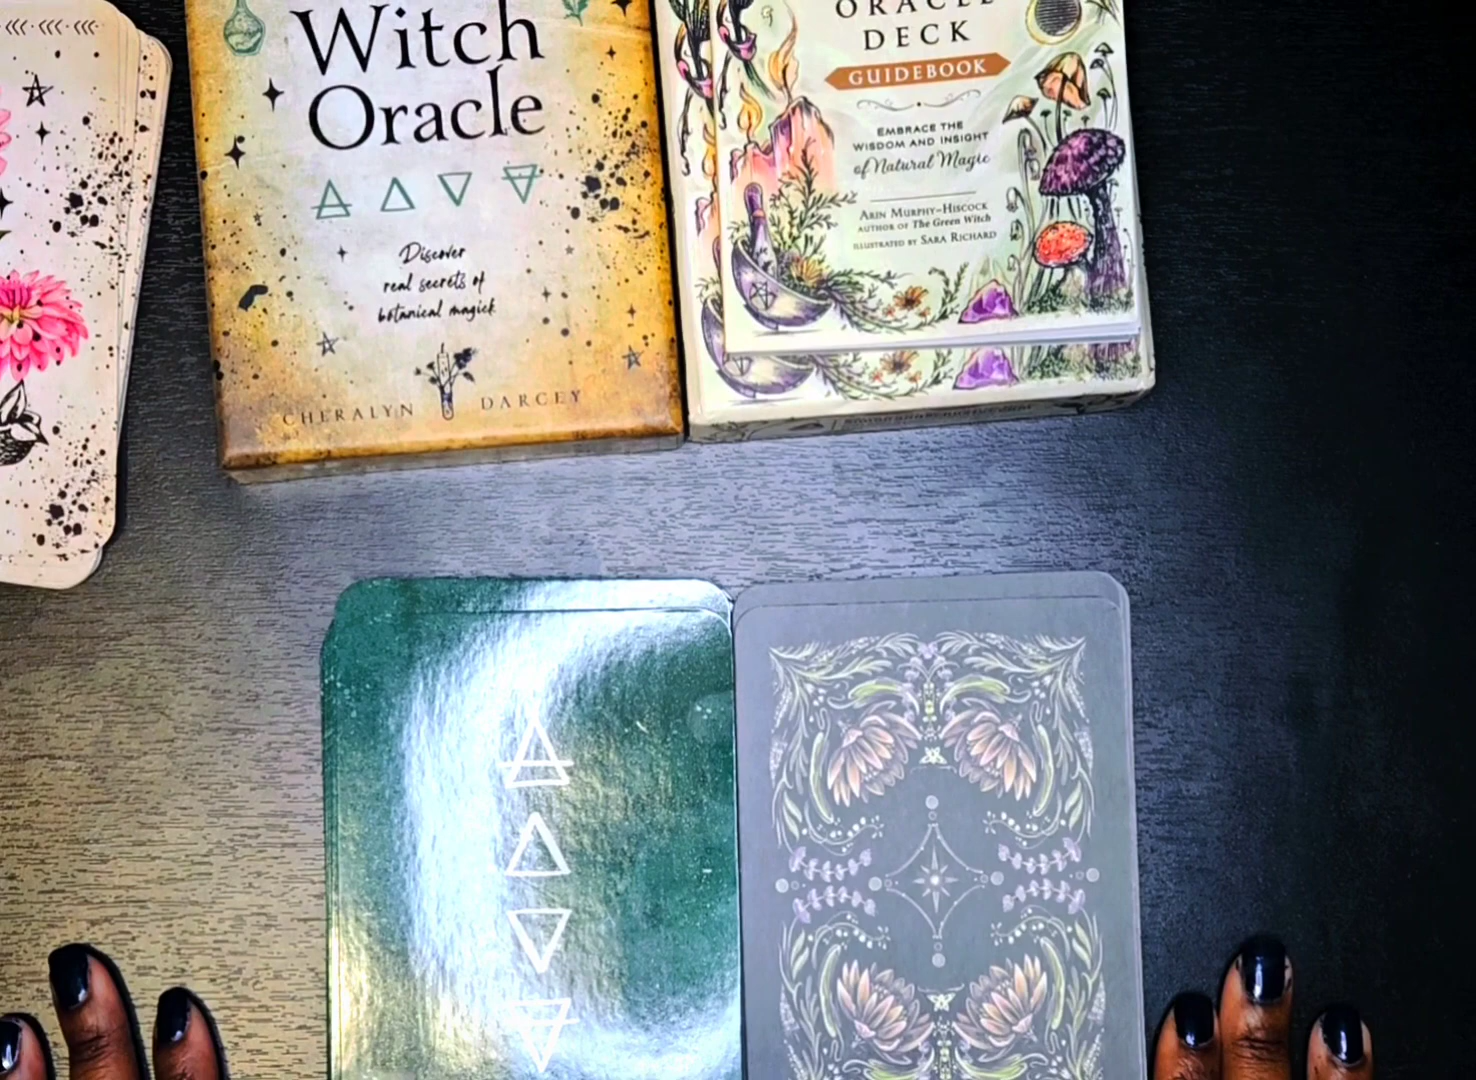 Witch
Oracle
Discover
real secrets of
botanical magick
CHERALYN DARCEY
ORACLE
DECK
GUIDEBOOK
EMBRACE THE
WISDOM AND INSIGHT
of Natural Magic
ARIN MURPHY-HISCOCK
AUTHOR OF The Green Witch
ILLUSTRATED BY SARA RICHARD